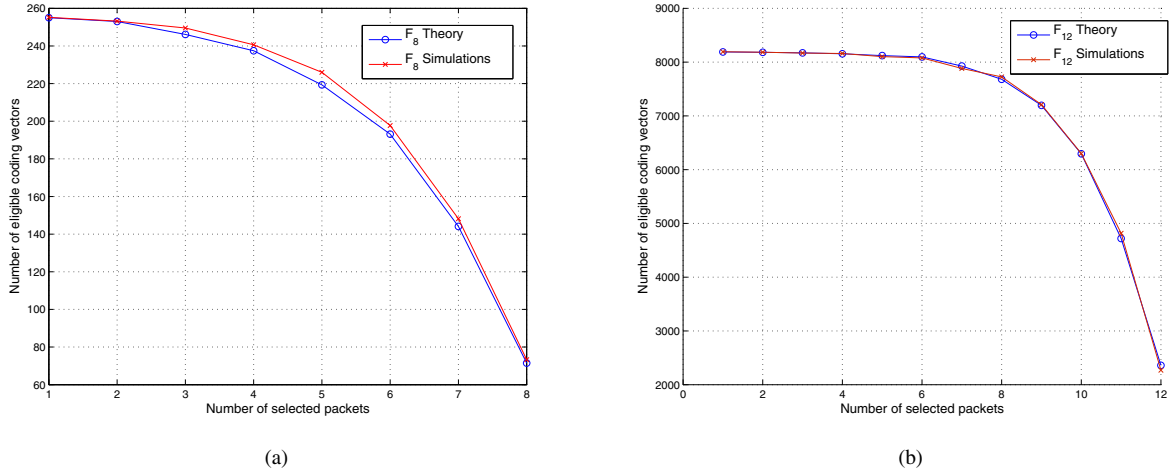 260
240
220
200
180
160
140
120
100
80
60
1 2 3 4 5 6 7 8
Number of eligible coding vectors
Number of selected packets
F8 Theory
F8 Simulations
(a)
9000
8000
7000
6000
5000
4000
3000
2000
0 2 4 6 8 10 12
Number of eligible coding vectors
Number of selected packets
F12 Theory
F12 Simulations
(b)